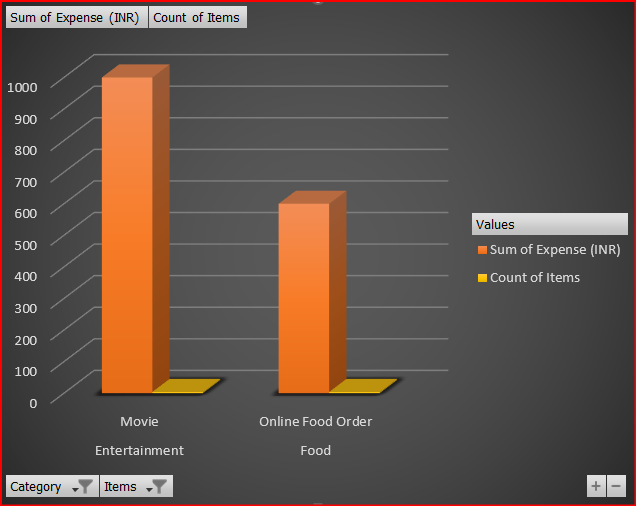 Sum of Expense (INR) Count of Items
1000
900
800
700
600
500
400
300
200
100
0
Values
Sum of Expense (INR)
Count of Items
Movie Online Food Order
Entertainment Food
Category Items
+ −